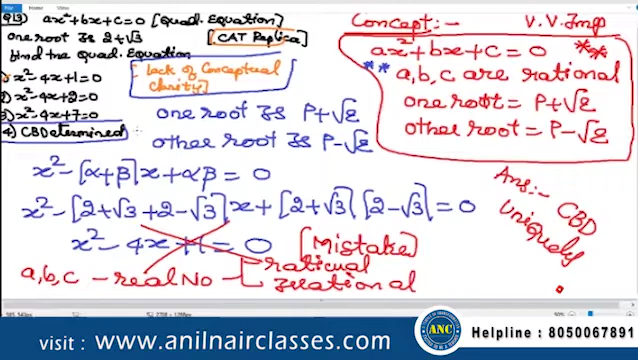 Q13) ax²+bx+c=0 (Quad. Equation)
one root is 2+√3 (CAT Replica)
find the Quad. Equation
1) x²-4x+1=0
2) x²-4x+2=0
3) x²-4x+7=0
4) CBDetermined
[Lack of Conceptual
Clarity]
one root is P+√ε
other root is P-√ε
x²-[α+β]x+αβ=0
x²-[2+√3+2-√3]x+[2+√3][2-√3]=0
x²-4x+1=0 [Mistake]
a,b,c - real No
rational
irrational
Concept:- V.V.Imp
ax²+bx+c=0 **
** a,b,c are rational
one root = P+√ε
other root = P-√ε
Ans:- CBD
Uniquely
50%
visit : www.anilnairclasses.com
ANC
Helpline : 8050067891